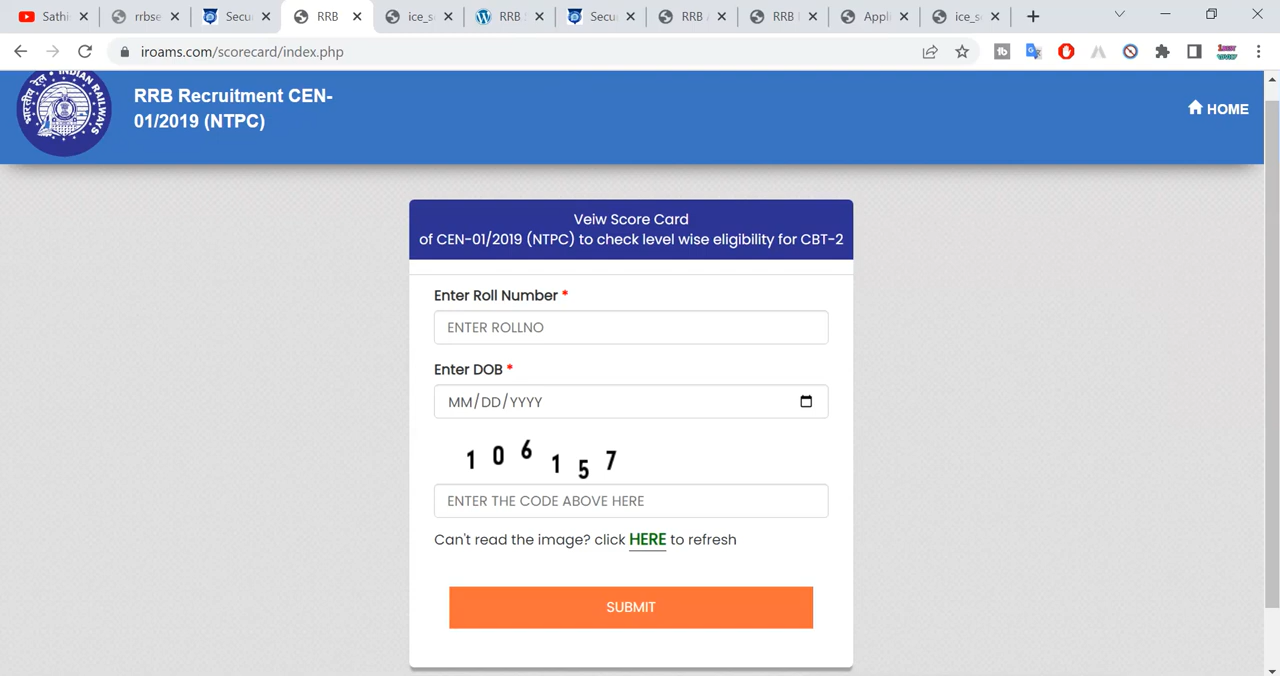 Sathi
rrbse
Secu
RRB
ice_s
RRB S
Secu
RRB
RRB
Appli
ice_s
iroams.com/scorecard/index.php
INDIAN RAILWAYS
भारतीय रेल
RRB Recruitment CEN-
01/2019 (NTPC)
HOME
Veiw Score Card
of CEN-01/2019 (NTPC) to check level wise eligibility for CBT-2
Enter Roll Number *
ENTER ROLLNO
Enter DOB *
MM/DD/YYYY
1 0 6 1 5 7
ENTER THE CODE ABOVE HERE
Can't read the image? click HERE to refresh
SUBMIT